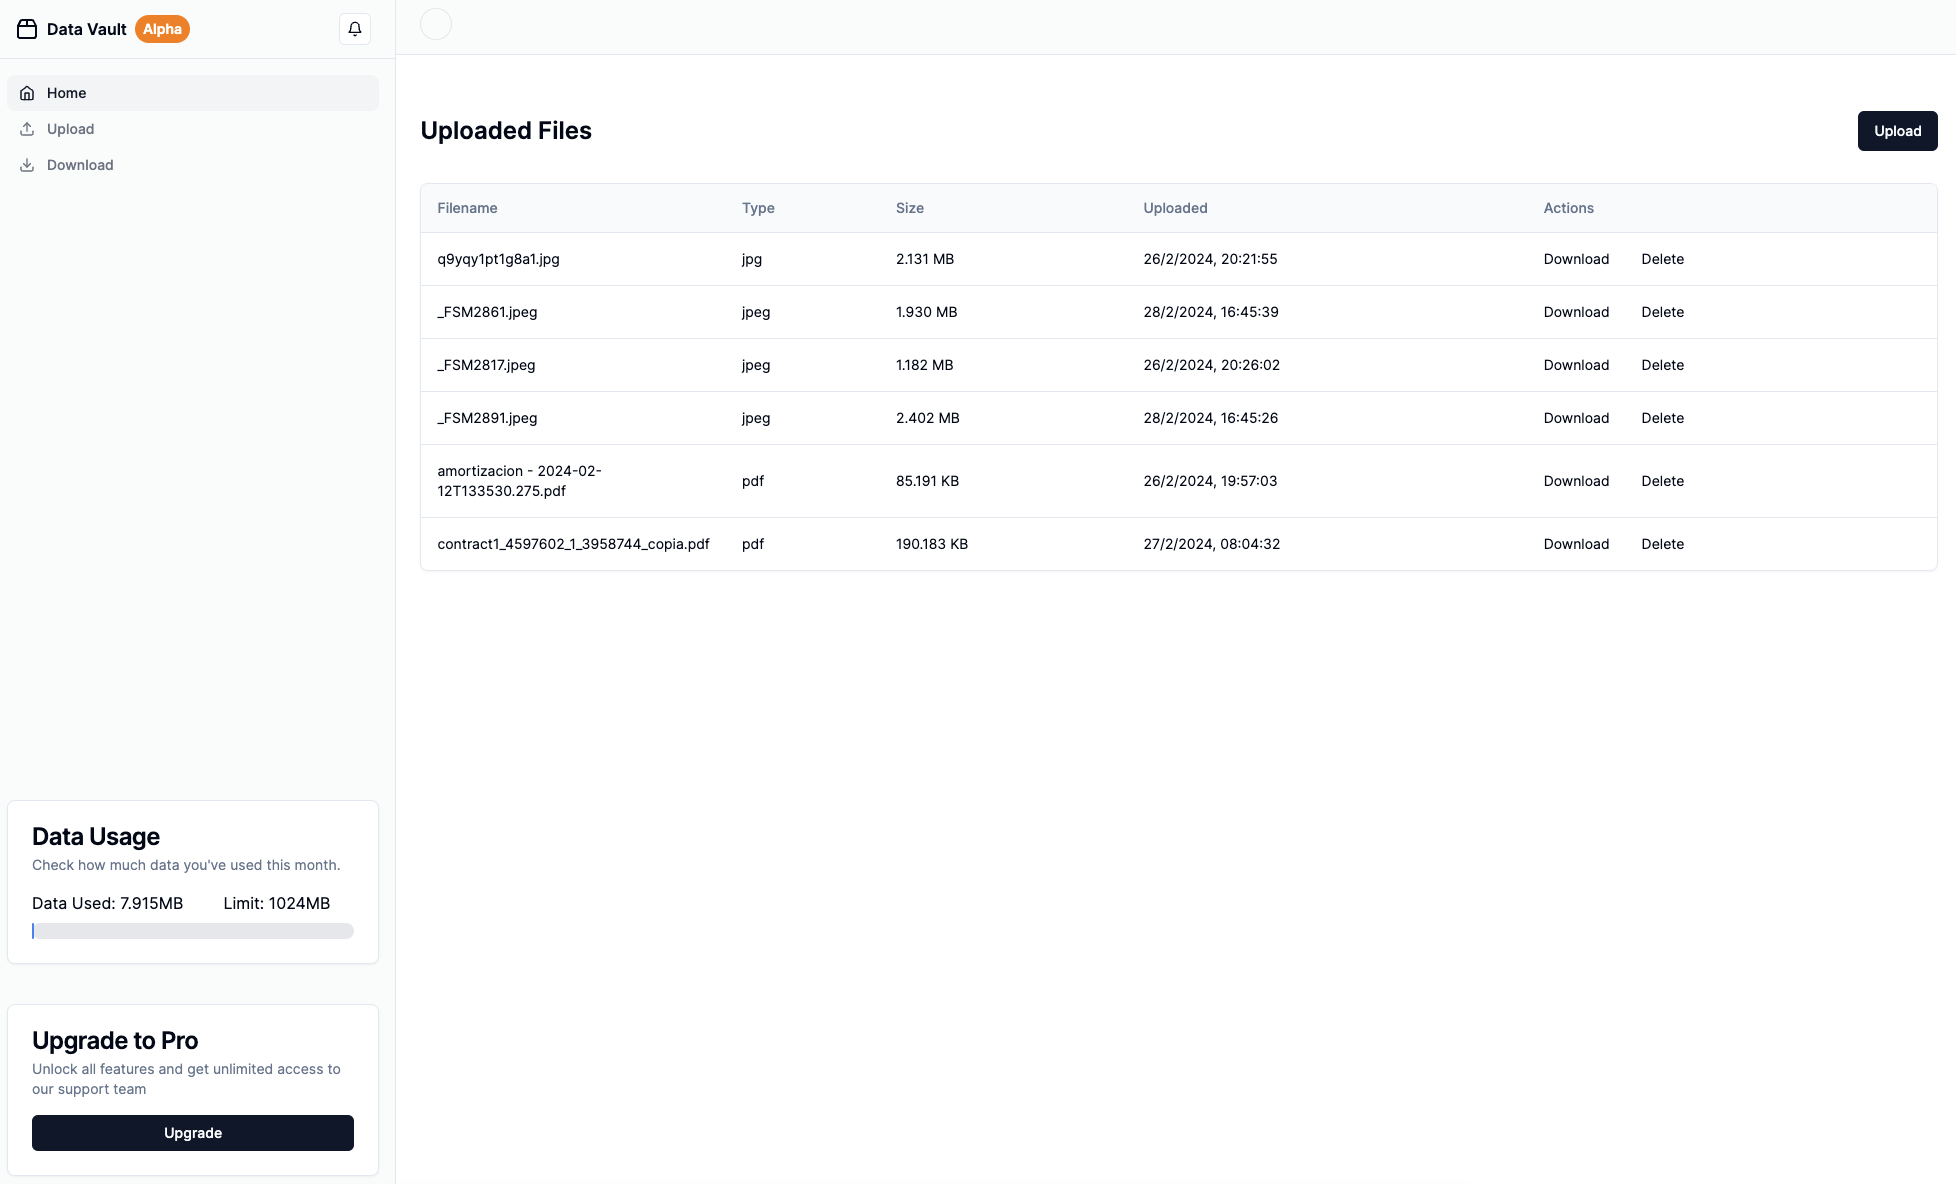 Data Vault Alpha
Home
Upload
Download
Uploaded Files
Upload
Filename Type Size Uploaded Actions
q9yqy1pt1g8a1.jpg jpg 2.131 MB 26/2/2024, 20:21:55 Download Delete
_FSM2861.jpeg jpeg 1.930 MB 28/2/2024, 16:45:39 Download Delete
_FSM2817.jpeg jpeg 1.182 MB 26/2/2024, 20:26:02 Download Delete
_FSM2891.jpeg jpeg 2.402 MB 28/2/2024, 16:45:26 Download Delete
amortizacion - 2024-02-
12T133530.275.pdf pdf 85.191 KB 26/2/2024, 19:57:03 Download Delete
contract1_4597602_1_3958744_copia.pdf pdf 190.183 KB 27/2/2024, 08:04:32 Download Delete
Data Usage
Check how much data you've used this month.
Data Used: 7.915MB Limit: 1024MB
Upgrade to Pro
Unlock all features and get unlimited access to
our support team
Upgrade